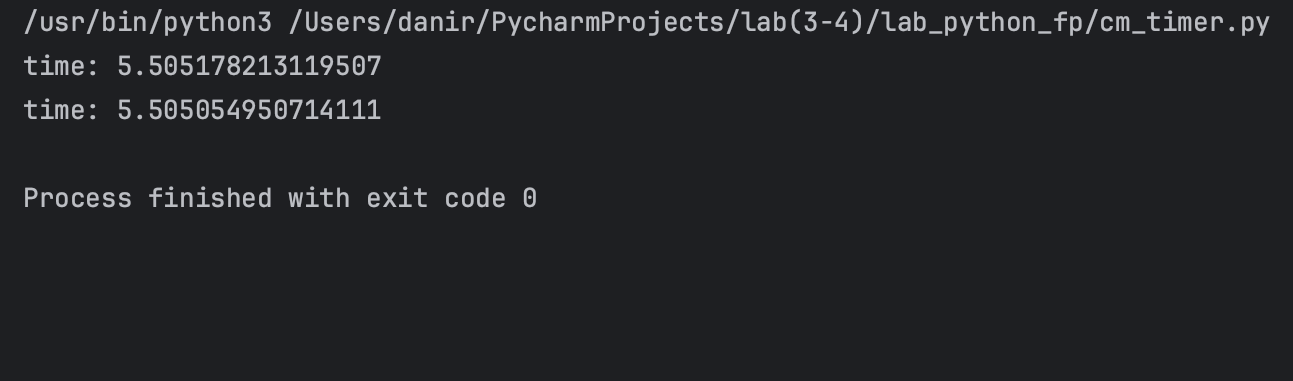 /usr/bin/python3 /Users/danir/PycharmProjects/lab(3-4)/lab_python_fp/cm_timer.py
time: 5.505178213119507
time: 5.505054950714111
Process finished with exit code 0